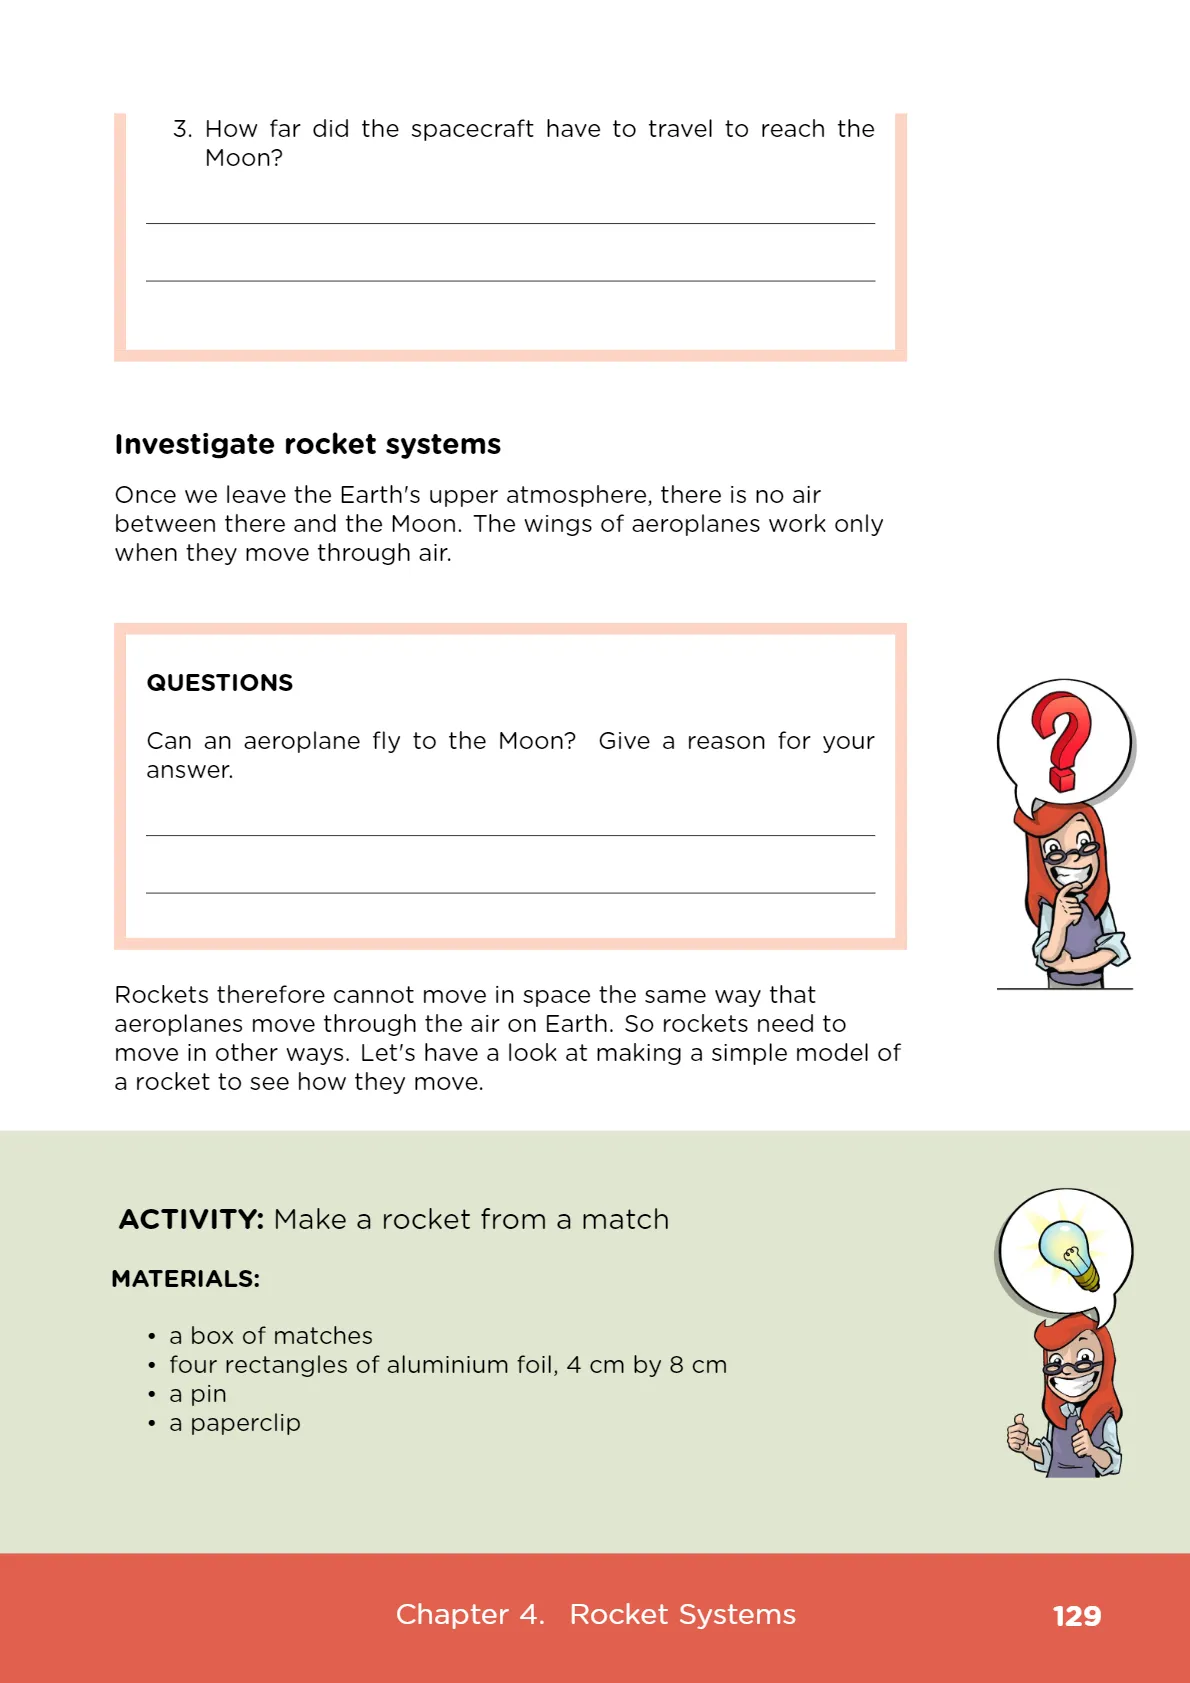 3. How far did the spacecraft have to travel to reach the
Moon?
Investigate rocket systems
Once we leave the Earth's upper atmosphere, there is no air
between there and the Moon. The wings of aeroplanes work only
when they move through air.
QUESTIONS
Can an aeroplane fly to the Moon? Give a reason for your
answer.
Rockets therefore cannot move in space the same way that
aeroplanes move through the air on Earth. So rockets need to
move in other ways. Let's have a look at making a simple model of
a rocket to see how they move.
ACTIVITY: Make a rocket from a match
MATERIALS:
• a box of matches
• four rectangles of aluminium foil, 4 cm by 8 cm
• a pin
• a paperclip
Chapter 4. Rocket Systems 129